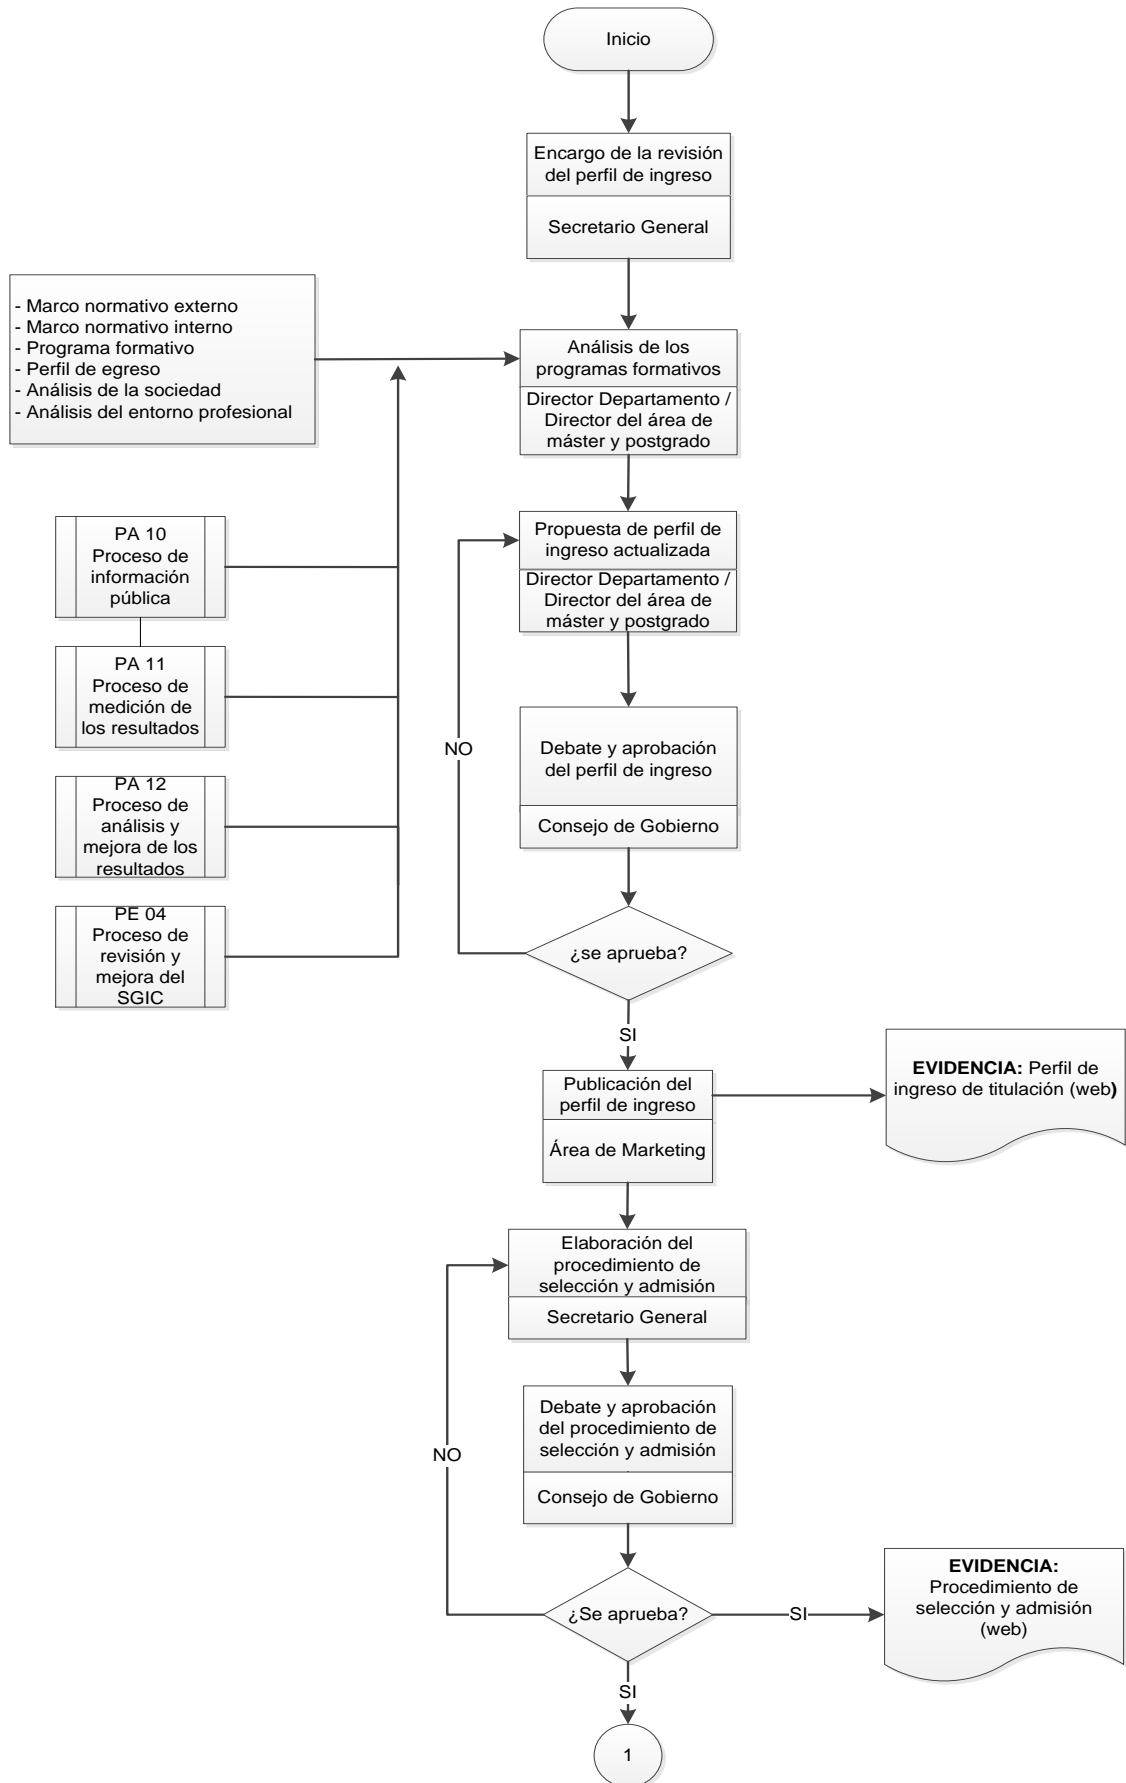 Inicio
Encargo de la revisión
del perfil de ingreso
Secretario General
- Marco normativo externo
- Marco normativo interno
- Programa formativo
- Perfil de egreso
- Análisis de la sociedad
- Análisis del entorno profesional
Análisis de los
programas formativos
Director Departamento /
Director del área de
máster y postgrado
PA 10
Proceso de
información
pública
PA 11
Proceso de
medición de
los resultados
PA 12
Proceso de
análisis y
mejora de los
resultados
PE 04
Proceso de
revisión y
mejora del
SGIC
Propuesta de perfil de
ingreso actualizada
Director Departamento /
Director del área de
máster y postgrado
NO
Debate y aprobación
del perfil de ingreso
Consejo de Gobierno
¿se aprueba?
SI
Publicación del
perfil de ingreso
Área de Marketing
EVIDENCIA: Perfil de
ingreso de titulación (web)
Elaboración del
procedimiento de
selección y admisión
Secretario General
NO
Debate y aprobación
del procedimiento de
selección y admisión
Consejo de Gobierno
¿Se aprueba?
SI
EVIDENCIA:
Procedimiento de
selección y admisión
(web)
SI
1